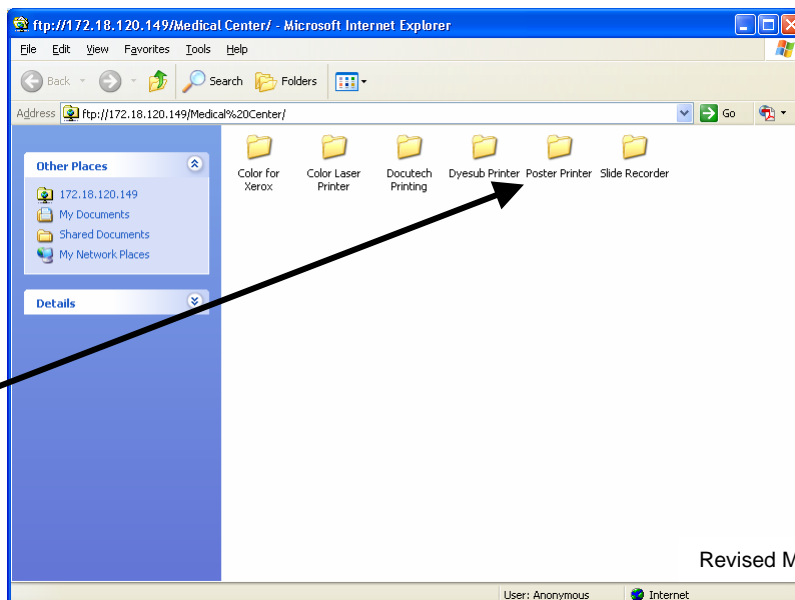 ftp://172.18.120.149/Medical Center/ - Microsoft Internet Explorer
File Edit View Favorites Tools Help
Back Search Folders
Address ftp://172.18.120.149/Medical%20Center/ Go
Other Places
172.18.120.149
My Documents
Shared Documents
My Network Places
Details
Color for Xerox
Color Laser Printer
Docutech Printing
Dyesub Printer
Poster Printer
Slide Recorder
Revised M
User: Anonymous Internet